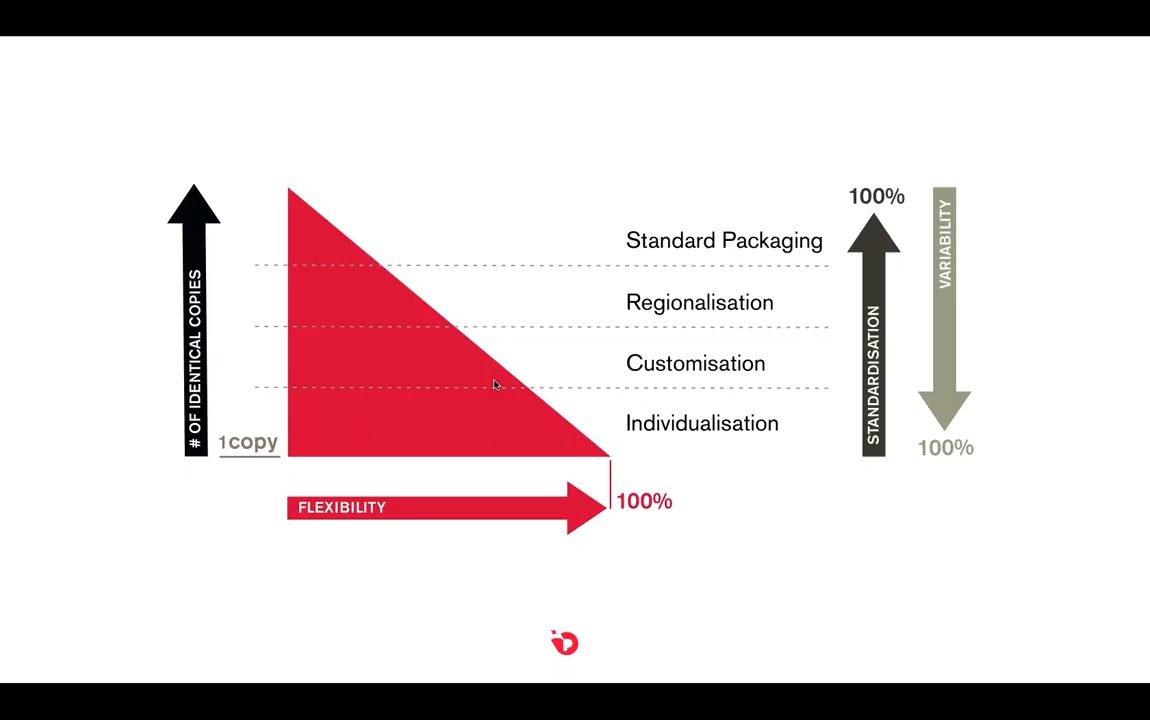 # OF IDENTICAL COPIES
1copy
FLEXIBILITY
100%
Standard Packaging
Regionalisation
Customisation
Individualisation
100%
STANDARDISATION
VARIABILITY
100%